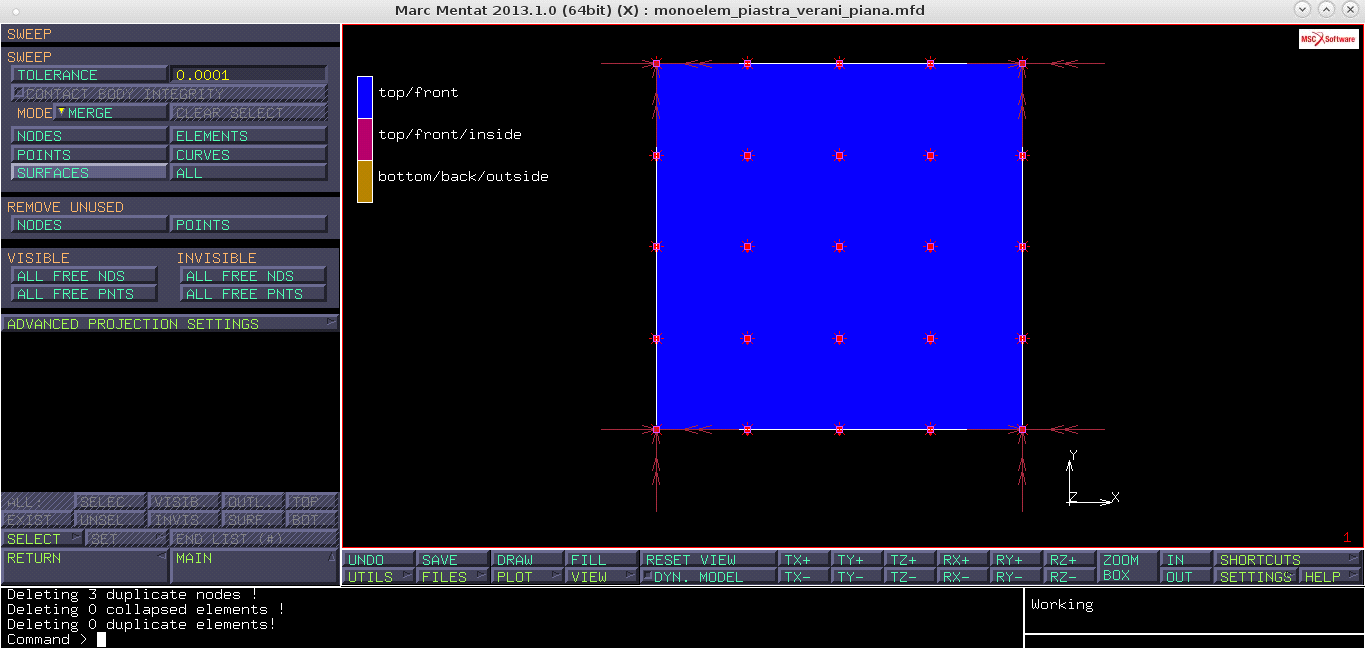 Marc Mentat 2013.1.0 (64bit) (X) : monoelem_piastra_verani_piana.mfd
SWEEP
SWEEP
TOLERANCE 0.0001
CONTACT BODY INTEGRITY
MODE MERGE CLEAR SELECT
NODES ELEMENTS
POINTS CURVES
SURFACES ALL
REMOVE UNUSED
NODES POINTS
VISIBLE INVISIBLE
ALL FREE NDS ALL FREE NDS
ALL FREE PNTS ALL FREE PNTS
ADVANCED PROJECTION SETTINGS
ALL: SELEC. VISIB. OUTL. TOP
EXIST. UNSEL. INVIS. SURF. BOT.
SELECT SET END LIST (#)
RETURN MAIN
MSC Software
top/front
top/front/inside
bottom/back/outside
Y
Z X
1
UNDO SAVE DRAW FILL RESET VIEW TX+ TY+ TZ+ RX+ RY+ RZ+ ZOOM BOX IN SHORTCUTS
UTILS FILES PLOT VIEW DYN. MODEL TX- TY- TZ- RX- RY- RZ- OUT SETTINGS HELP
Deleting 3 duplicate nodes !
Deleting 0 collapsed elements !
Deleting 0 duplicate elements!
Command >
Working